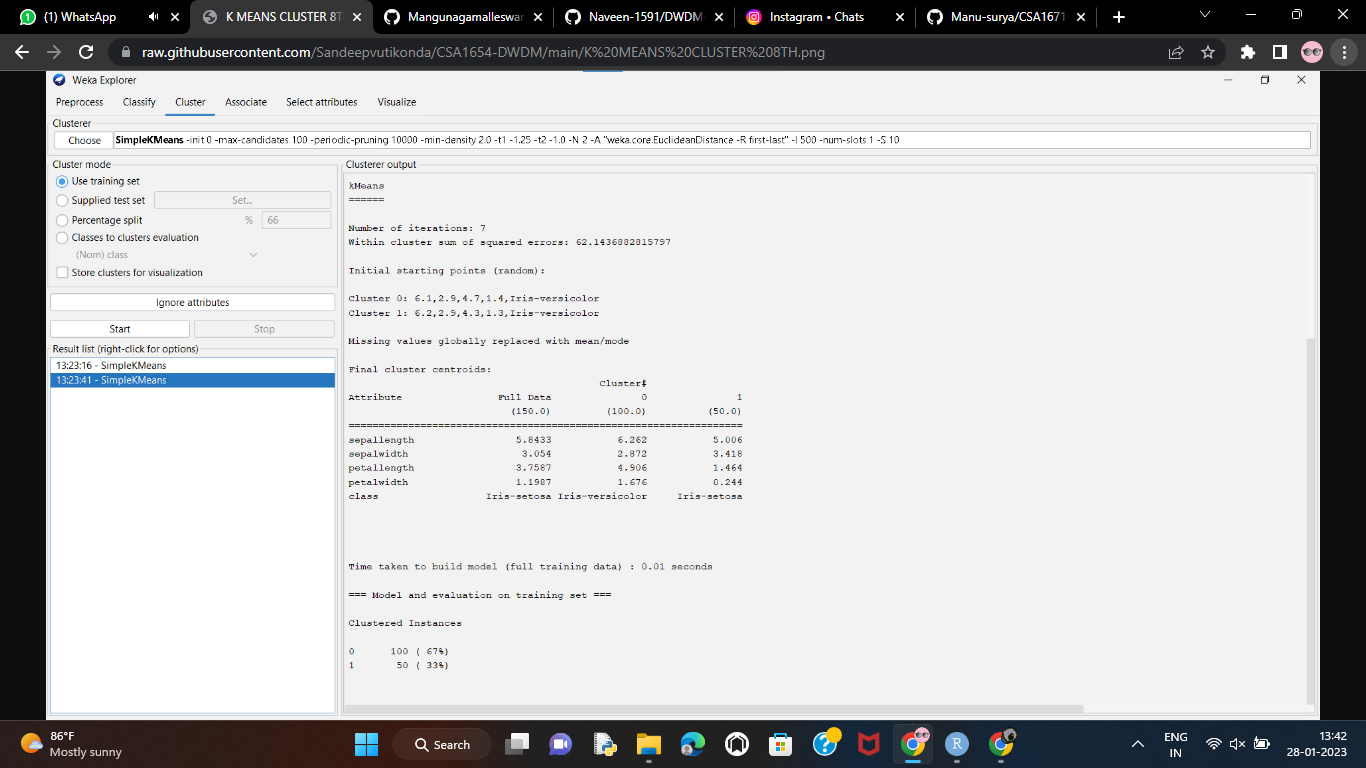 (1) WhatsApp
K MEANS CLUSTER 8T
Mangunagamalleswar
Naveen-1591/DWDM-
Instagram • Chats
Manu-surya/CSA1671
raw.githubusercontent.com/Sandeepvutikonda/CSA1654-DWDM/main/K%20MEANS%20CLUSTER%208TH.png
Weka Explorer
Preprocess Classify Cluster Associate Select attributes Visualize
Clusterer
Choose SimpleKMeans -init 0 -max-candidates 100 -periodic-pruning 10000 -min-density 2.0 -t1 -1.25 -t2 -1.0 -N 2 -A "weka.core.EuclideanDistance -R first-last" -I 500 -num-slots 1 -S 10
Cluster mode
Use training set
Supplied test set Set...
Percentage split % 66
Classes to clusters evaluation
(Nom) class
Store clusters for visualization
Ignore attributes
Start Stop
Result list (right-click for options)
13:23:16 - SimpleKMeans
13:23:41 - SimpleKMeans
Clusterer output
kMeans
======
Number of iterations: 7
Within cluster sum of squared errors: 62.1436882815797
Initial starting points (random):
Cluster 0: 6.1,2.9,4.7,1.4,Iris-versicolor
Cluster 1: 6.2,2.9,4.3,1.3,Iris-versicolor
Missing values globally replaced with mean/mode
Final cluster centroids:
Cluster#
Attribute Full Data 0 1
(150.0) (100.0) (50.0)
==================================================================
sepallength 5.8433 6.262 5.006
sepalwidth 3.054 2.872 3.418
petallength 3.7587 4.906 1.464
petalwidth 1.1987 1.676 0.244
class Iris-setosa Iris-versicolor Iris-setosa
Time taken to build model (full training data) : 0.01 seconds
=== Model and evaluation on training set ===
Clustered Instances
0 100 ( 67%)
1 50 ( 33%)
86°F
Mostly sunny
Search
ENG
IN
13:42
28-01-2023